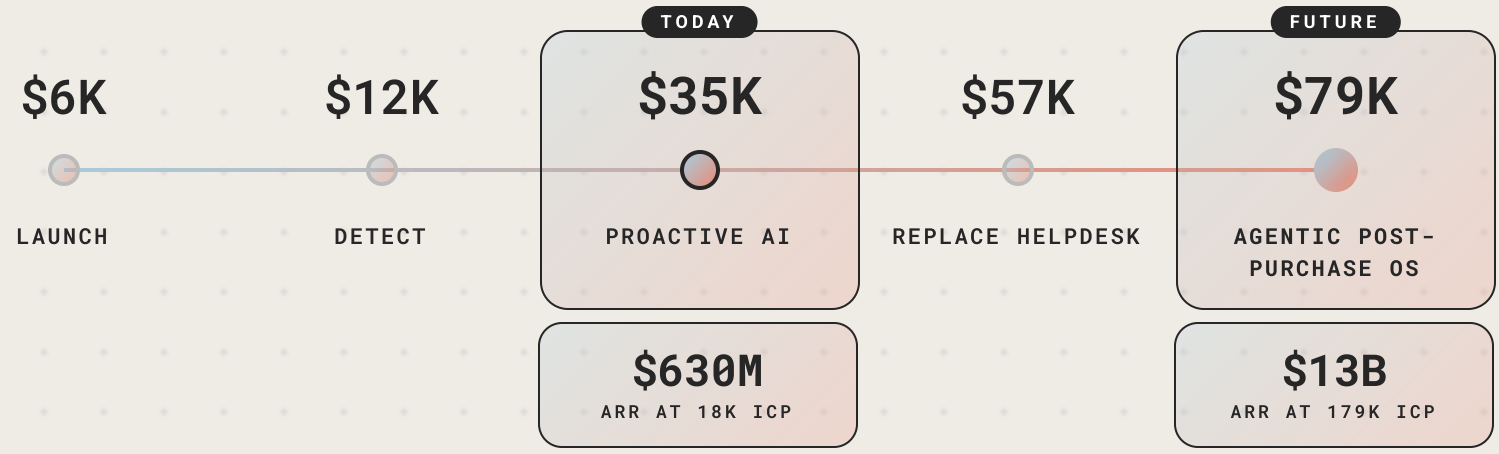 TODAY
FUTURE
$6K
$12K
$35K
$57K
$79K
LAUNCH
DETECT
PROACTIVE AI
REPLACE HELPDESK
AGENTIC POST-
PURCHASE OS
$630M
ARR AT 18K ICP
$13B
ARR AT 179K ICP